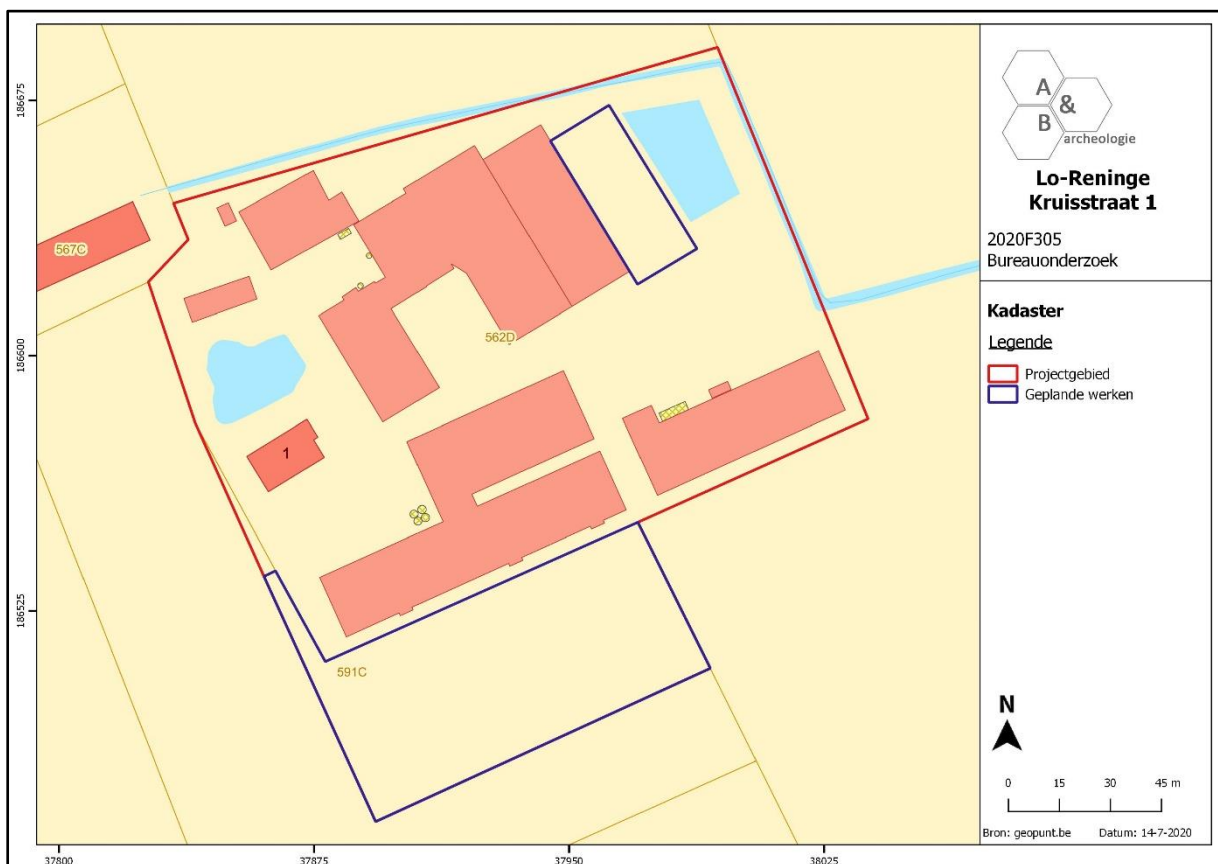 186675
186600
186525
37800
37875
37950
38025
567C
562D
1
591C
A
&
B
archeologie
Lo-Reninge
Kruisstraat 1
2020F305
Bureauonderzoek
Kadaster
Legende
Projectgebied
Geplande werken
N
0 15 30 45 m
Bron: geopunt.be Datum: 14-7-2020